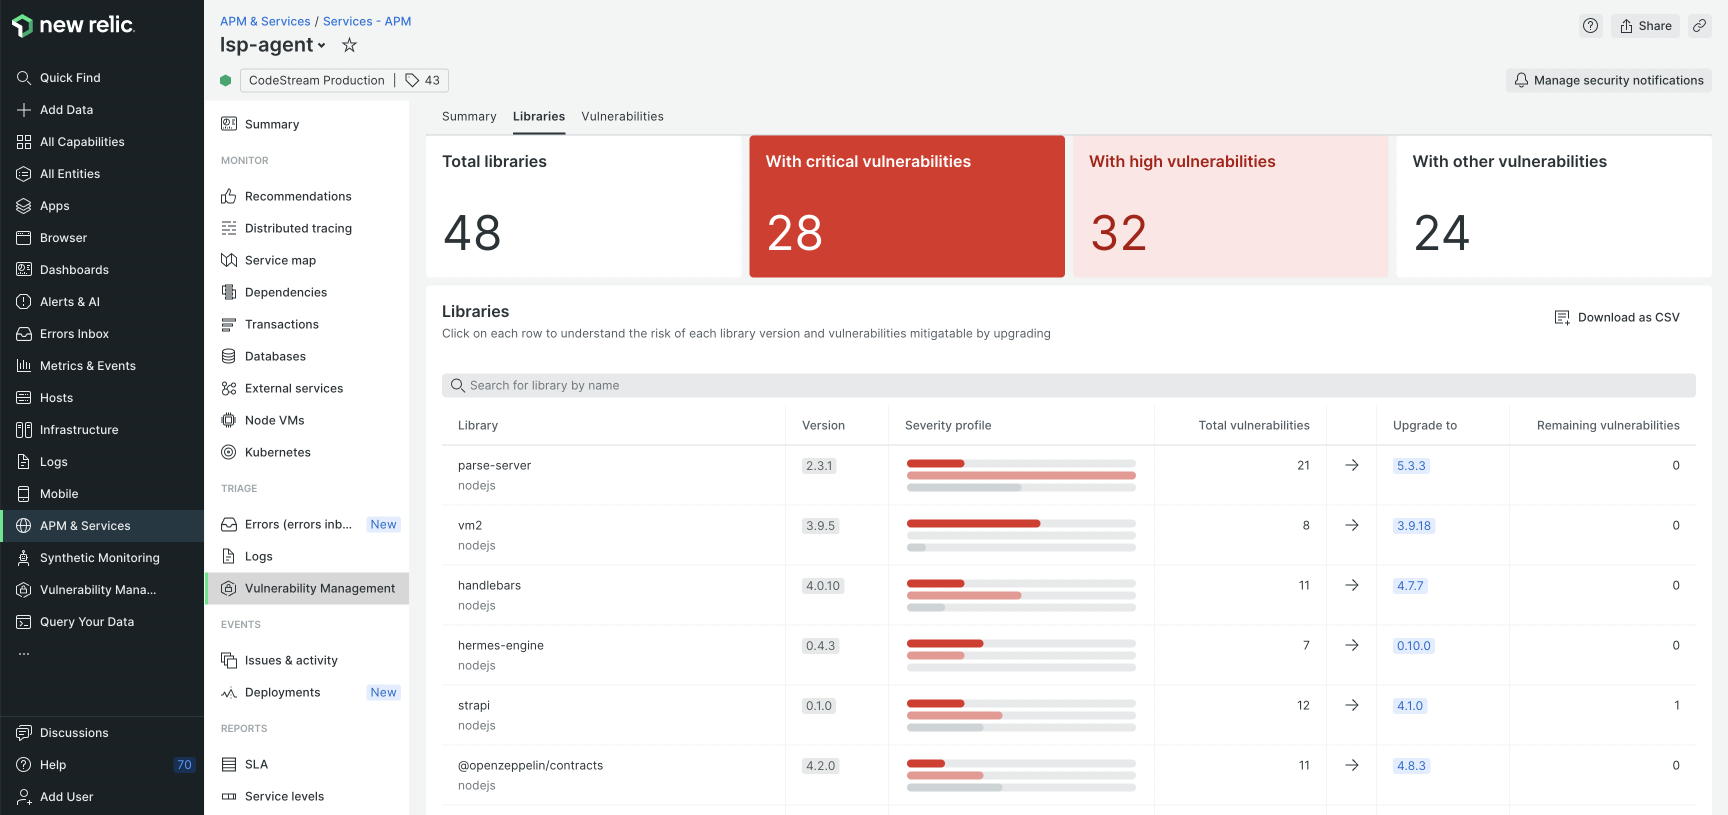 new relic.
Quick Find
Add Data
All Capabilities
All Entities
Apps
Browser
Dashboards
Alerts & AI
Errors Inbox
Metrics & Events
Hosts
Infrastructure
Logs
Mobile
APM & Services
Synthetic Monitoring
Vulnerability Mana...
Query Your Data
...
Discussions
Help 70
Add User
APM & Services / Services - APM
lsp-agent
CodeStream Production | 43
Share
Manage security notifications
Summary
MONITOR
Recommendations
Distributed tracing
Service map
Dependencies
Transactions
Databases
External services
Node VMs
Kubernetes
TRIAGE
Errors (errors inb... New
Logs
Vulnerability Management
EVENTS
Issues & activity
Deployments New
REPORTS
SLA
Service levels
Summary Libraries Vulnerabilities
Total libraries
48
With critical vulnerabilities
28
With high vulnerabilities
32
With other vulnerabilities
24
Libraries
Click on each row to understand the risk of each library version and vulnerabilities mitigatable by upgrading
Download as CSV
Search for library by name
Library Version Severity profile Total vulnerabilities Upgrade to Remaining vulnerabilities
parse-server 2.3.1 21 → 5.3.3 0
nodejs
vm2 3.9.5 8 → 3.9.18 0
nodejs
handlebars 4.0.10 11 → 4.7.7 0
nodejs
hermes-engine 0.4.3 7 → 0.10.0 0
nodejs
strapi 0.1.0 12 → 4.1.0 1
nodejs
@openzeppelin/contracts 4.2.0 11 → 4.8.3 0
nodejs